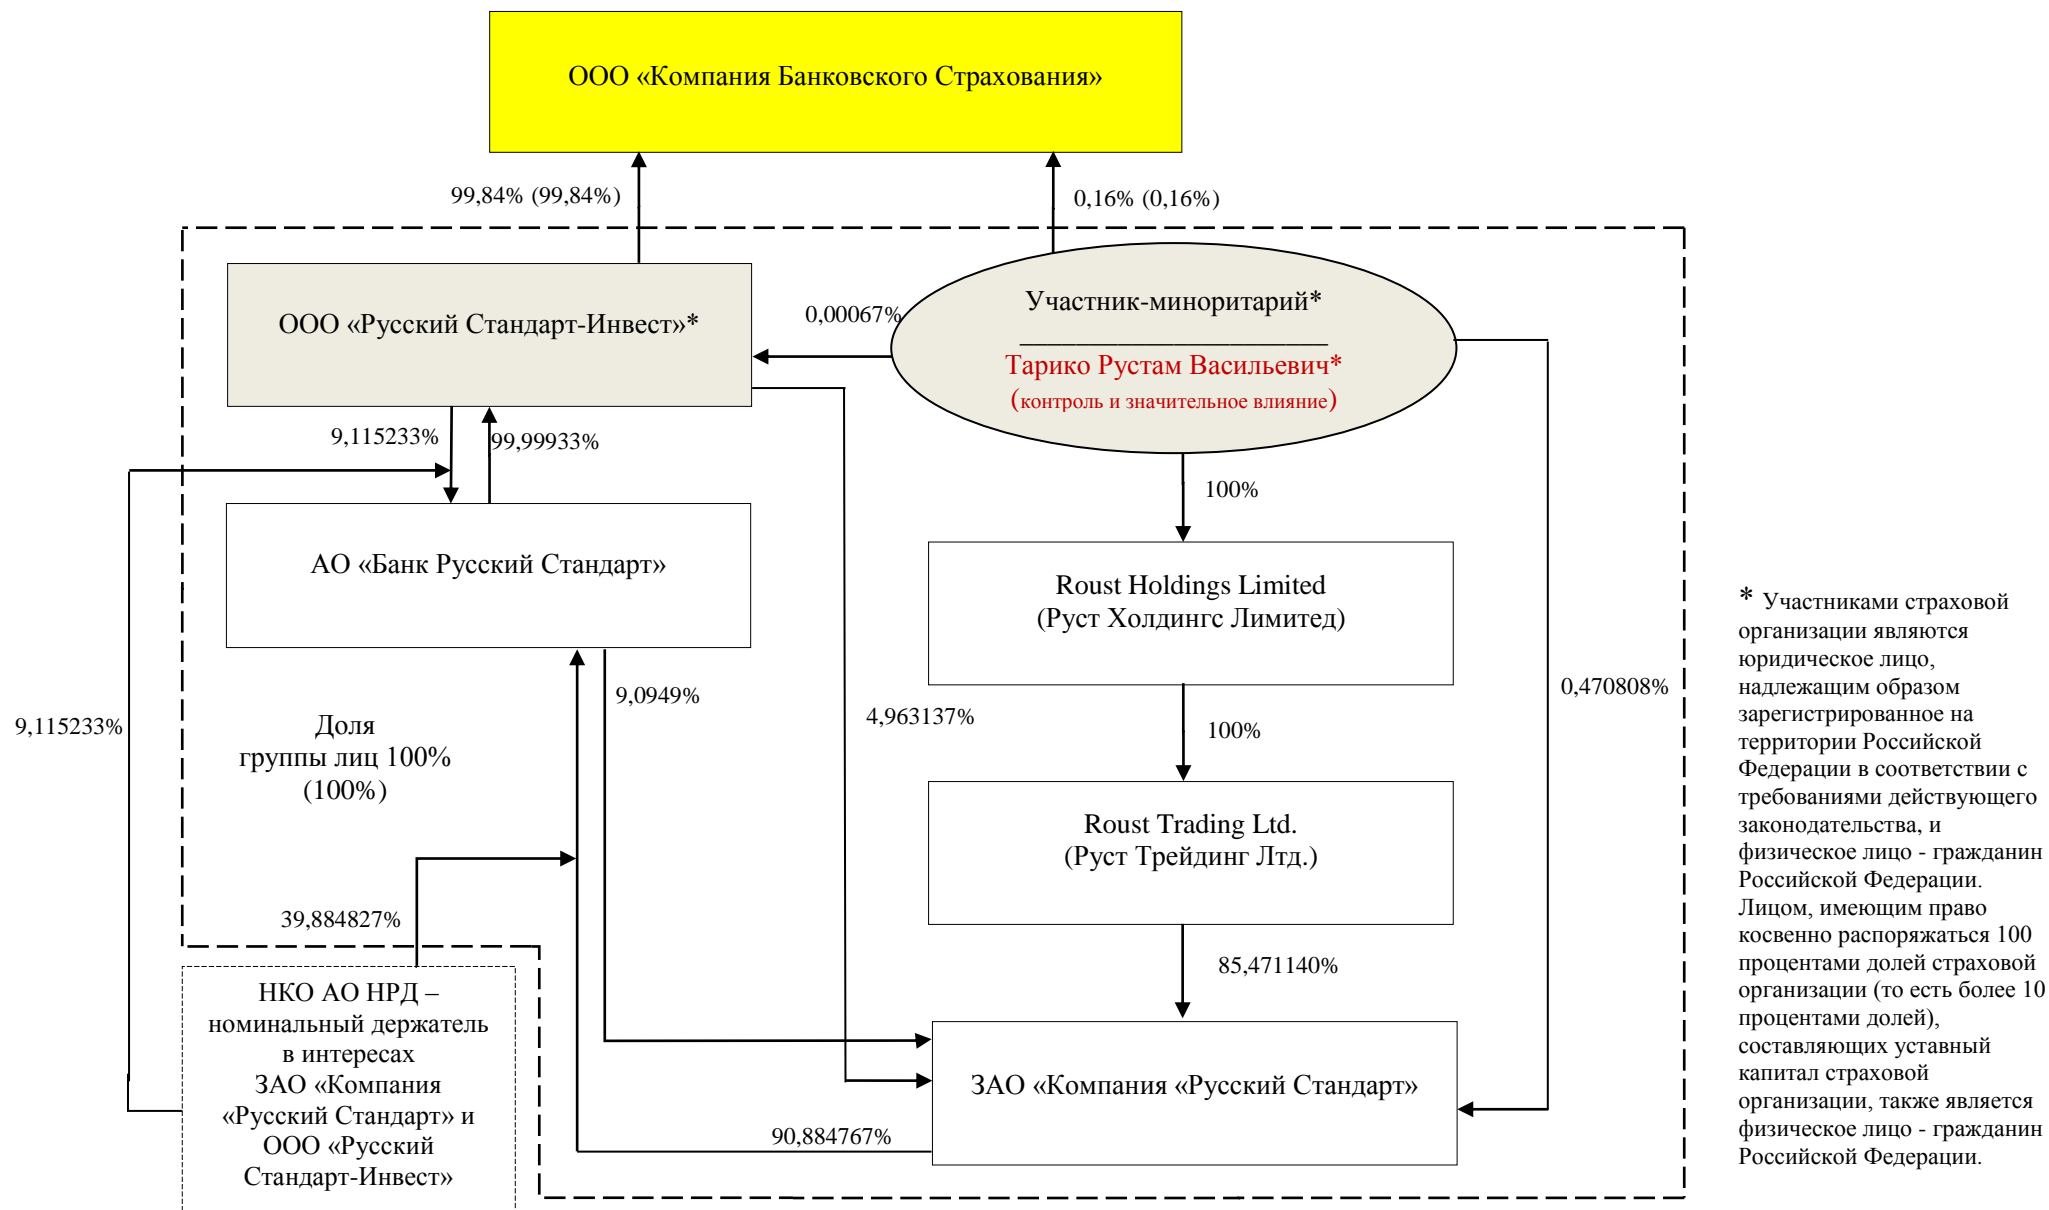 ООО «Компания Банковского Страхования»
99,84% (99,84%)
0,16% (0,16%)
ООО «Русский Стандарт-Инвест»*
0,00067%
Участник-миноритарий*
Тарико Рустам Васильевич*
(контроль и значительное влияние)
9,115233%
99,99933%
100%
АО «Банк Русский Стандарт»
Roust Holdings Limited
(Руст Холдингс Лимитед)
9,115233%
Доля
группы лиц 100%
(100%)
9,0949%
4,963137%
100%
0,470808%
Roust Trading Ltd.
(Руст Трейдинг Лтд.)
39,884827%
85,471140%
НКО АО НРД –
номинальный держатель
в интересах
ЗАО «Компания
«Русский Стандарт» и
ООО «Русский
Стандарт-Инвест»
ЗАО «Компания «Русский Стандарт»
90,884767%
* Участниками страховой
организации являются
юридическое лицо,
надлежащим образом
зарегистрированное на
территории Российской
Федерации в соответствии с
требованиями действующего
законодательства, и
физическое лицо - гражданин
Российской Федерации.
Лицом, имеющим право
косвенно распоряжаться 100
процентами долей страховой
организации (то есть более 10
процентами долей),
составляющих уставный
капитал страховой
организации, также является
физическое лицо - гражданин
Российской Федерации.